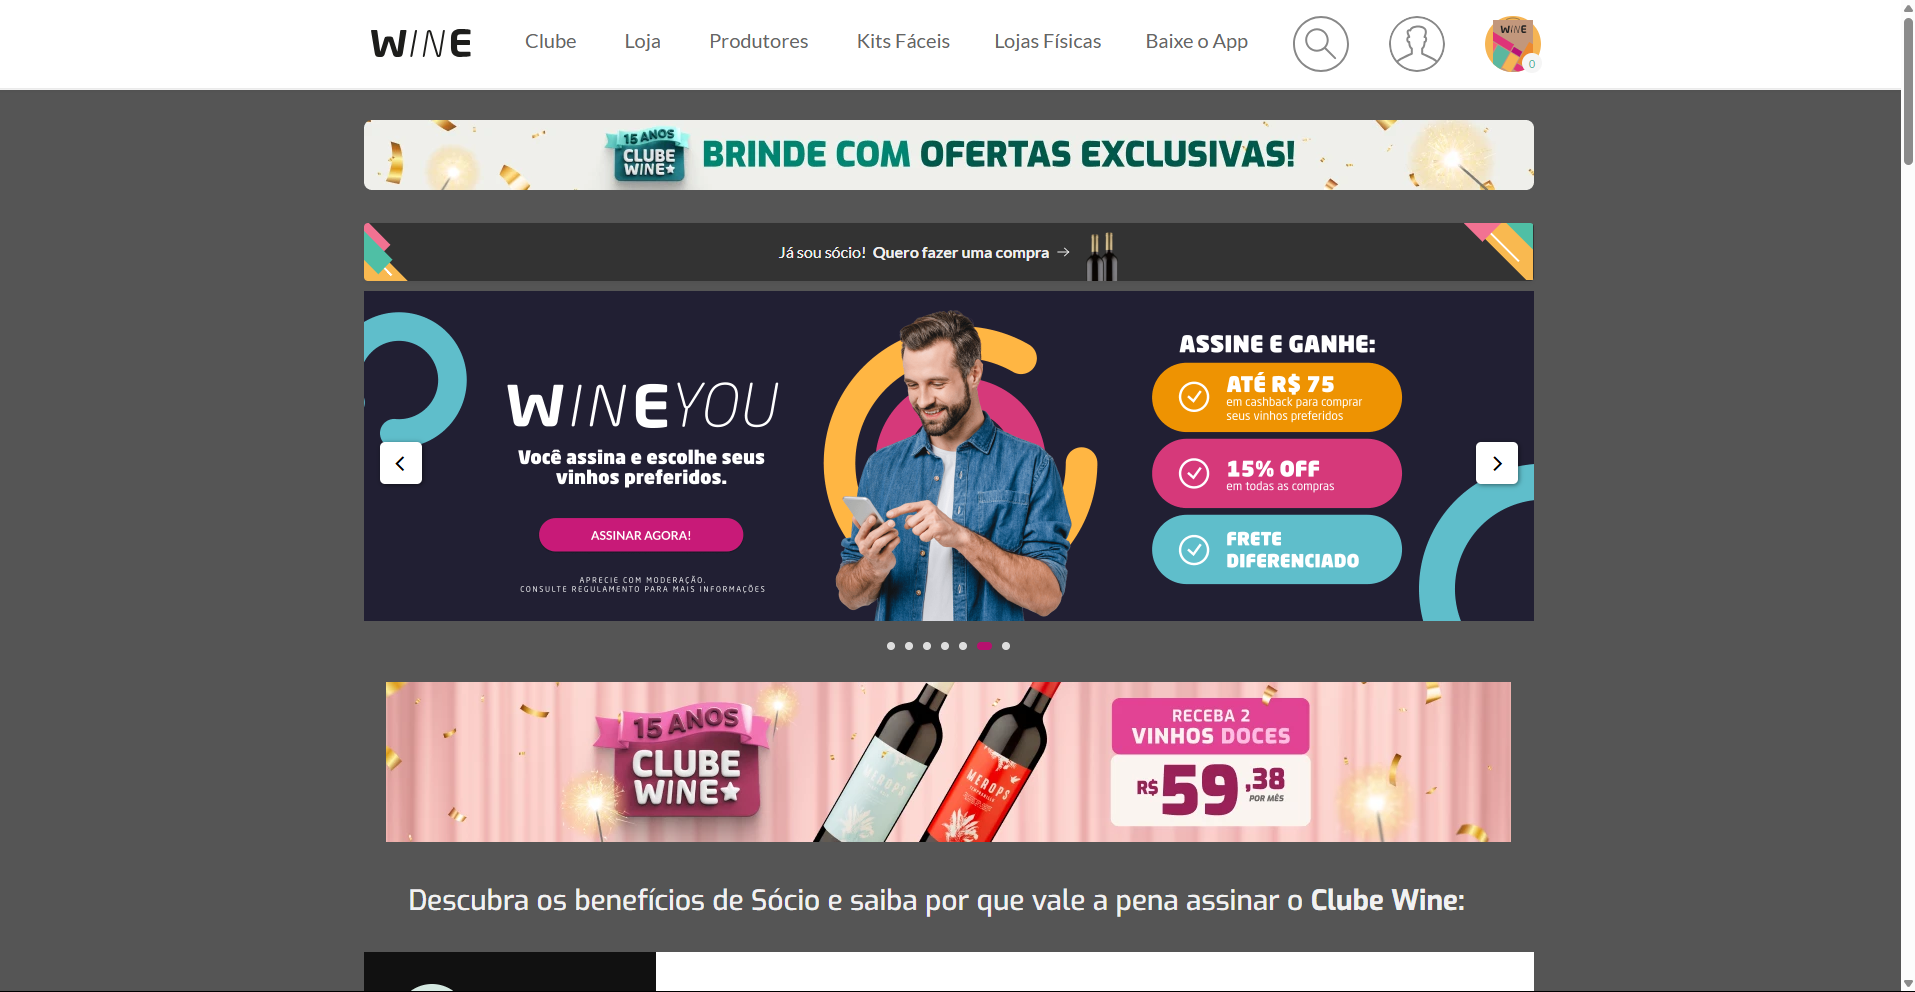 WINE
Clube
Loja
Produtores
Kits Fáceis
Lojas Físicas
Baixe o App
WINE
0
15 ANOS
CLUBE
WINE
BRINDE COM OFERTAS EXCLUSIVAS!
Já sou sócio! Quero fazer uma compra →
WINEYOU
Você assina e escolhe seus
vinhos preferidos.
ASSINAR AGORA!
APRECIE COM MODERAÇÃO.
CONSULTE REGULAMENTO PARA MAIS INFORMAÇÕES
ASSINE E GANHE:
ATÉ R$ 75
em cashback para comprar
seus vinhos preferidos
15% OFF
em todas as compras
FRETE
DIFERENCIADO
15 ANOS
CLUBE
WINE
MEROPS
MEROPS
TEMPRANILLO
RECEBA 2
VINHOS DOCES
R$ 59,38
POR MÊS
Descubra os benefícios de Sócio e saiba por que vale a pena assinar o Clube Wine: